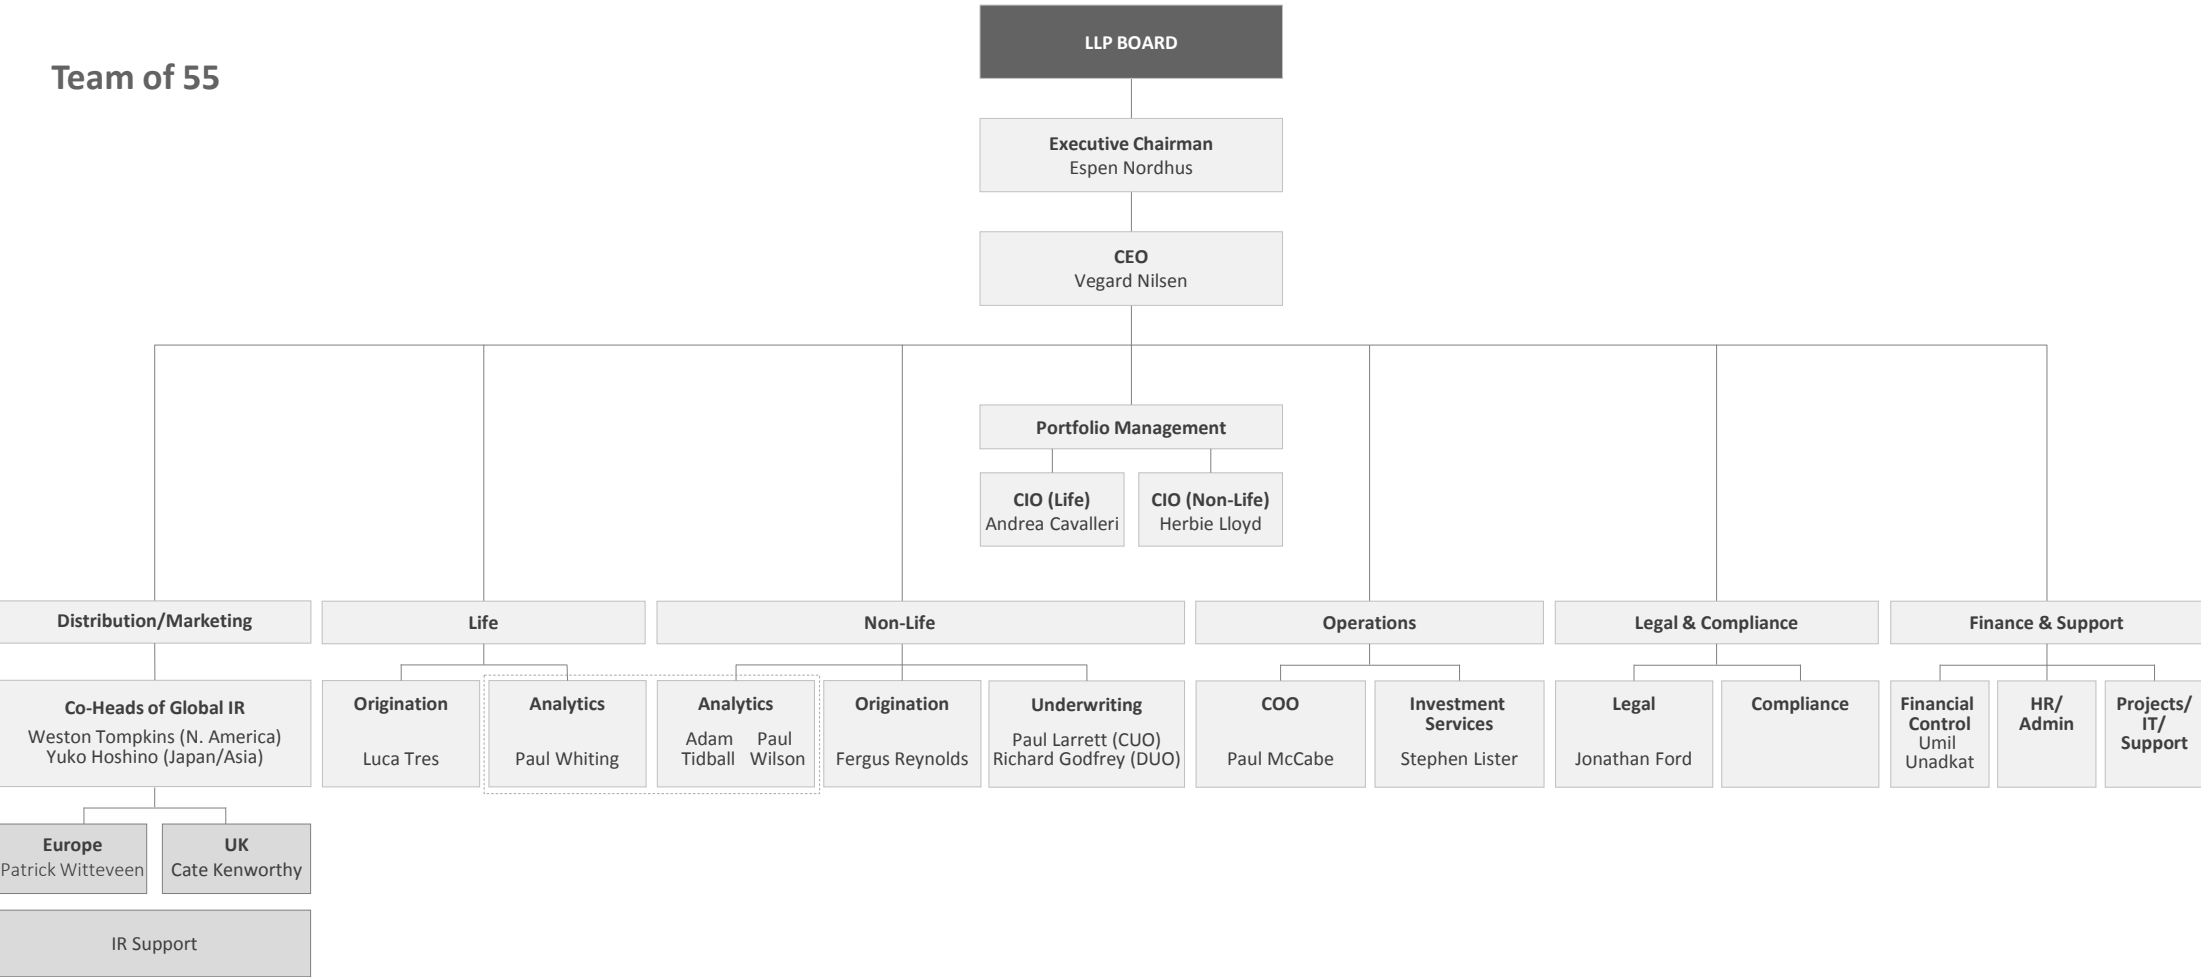 LLP BOARD
Team of 55
Executive Chairman
Espen Nordhus
CEO
Vegard Nilsen
Portfolio Management
CIO (Life)
Andrea Cavalleri
CIO (Non-Life)
Herbie Lloyd
Distribution/Marketing
Life
Non-Life
Operations
Legal & Compliance
Finance & Support
Co-Heads of Global IR
Weston Tompkins (N. America)
Yuko Hoshino (Japan/Asia)
Origination
Luca Tres
Analytics
Paul Whiting
Analytics
Adam Paul
Tidball Wilson
Origination
Fergus Reynolds
Underwriting
Paul Larrett (CUO)
Richard Godfrey (DUO)
COO
Paul McCabe
Investment
Services
Stephen Lister
Legal
Jonathan Ford
Compliance
Financial
Control
Umil
Unadkat
HR/
Admin
Projects/
IT/
Support
Europe
Patrick Witteveen
UK
Cate Kenworthy
IR Support